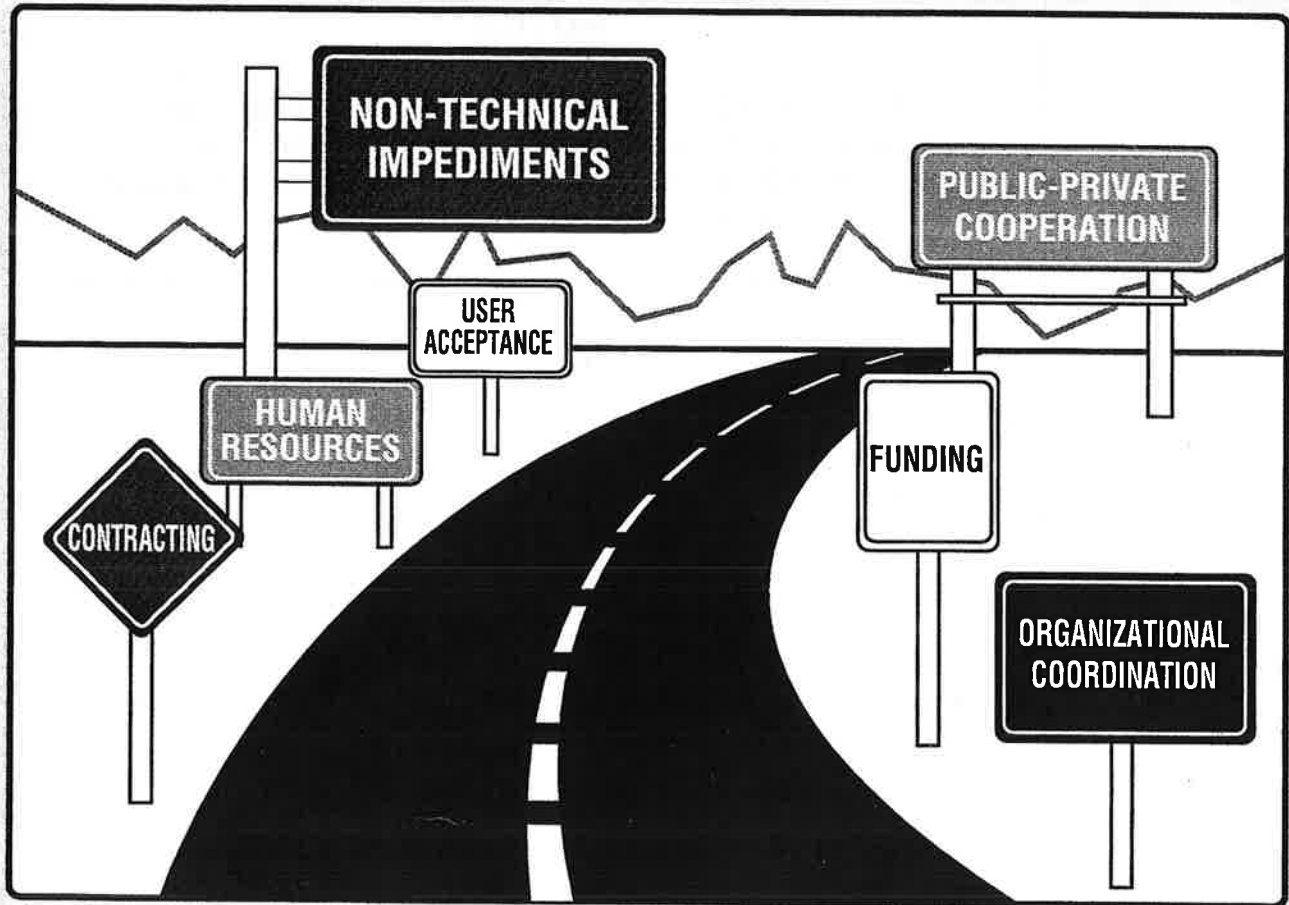 NON-TECHNICAL
IMPEDIMENTS
PUBLIC-PRIVATE
COOPERATION
USER
ACCEPTANCE
HUMAN
RESOURCES
FUNDING
CONTRACTING
ORGANIZATIONAL
COORDINATION